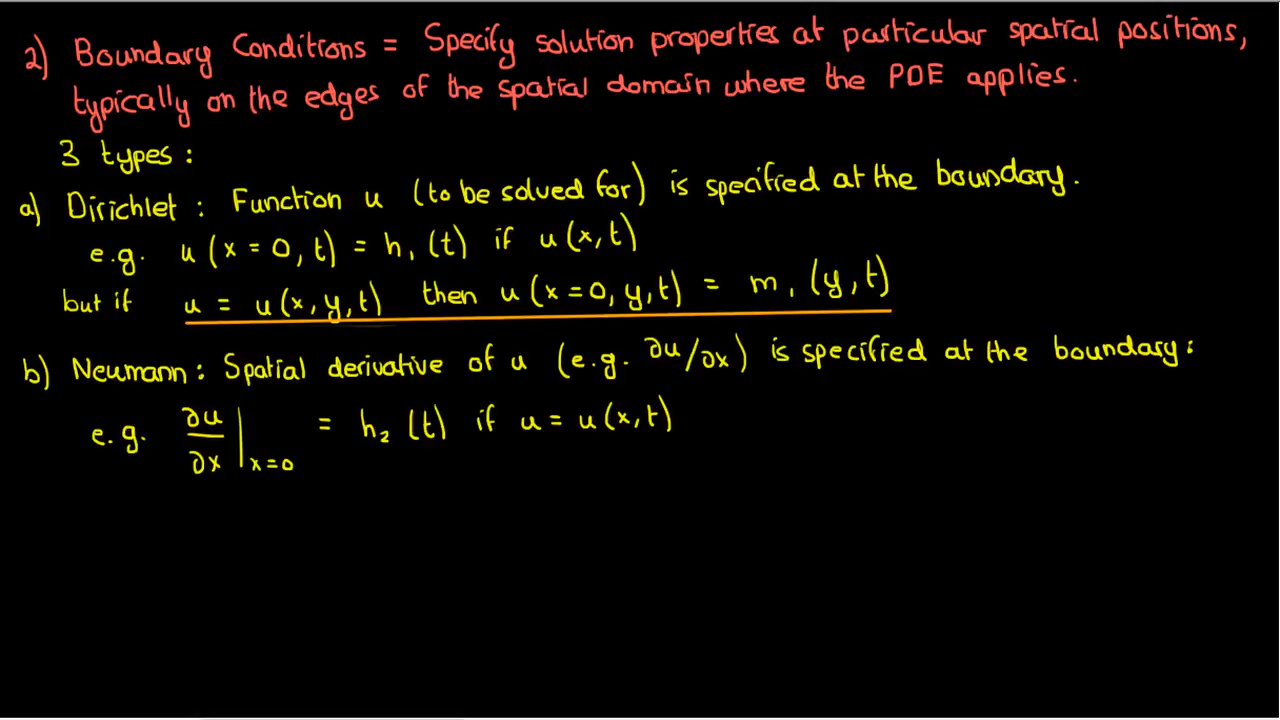 2) Boundary Conditions = Specify solution properties at particular spatial positions,
typically on the edges of the spatial domain where the PDE applies.
3 types :
a) Dirichlet : Function u (to be solved for) is specified at the boundary.
e.g. u(x = 0, t) = h₁(t) if u(x, t)
but if u = u(x, y, t) then u(x = 0, y, t) = m₁(y, t)
b) Neumann : Spatial derivative of u (e.g. ∂u/∂x) is specified at the boundary :
e.g. ∂u/∂x |ₓ₌₀ = h₂(t) if u = u(x, t)